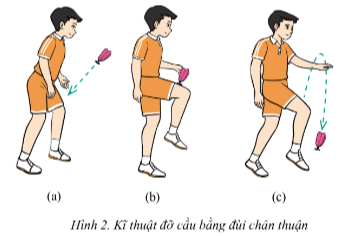 (a) (b) (c)
Hình 2. Kĩ thuật đỡ cầu bằng đùi chân thuận